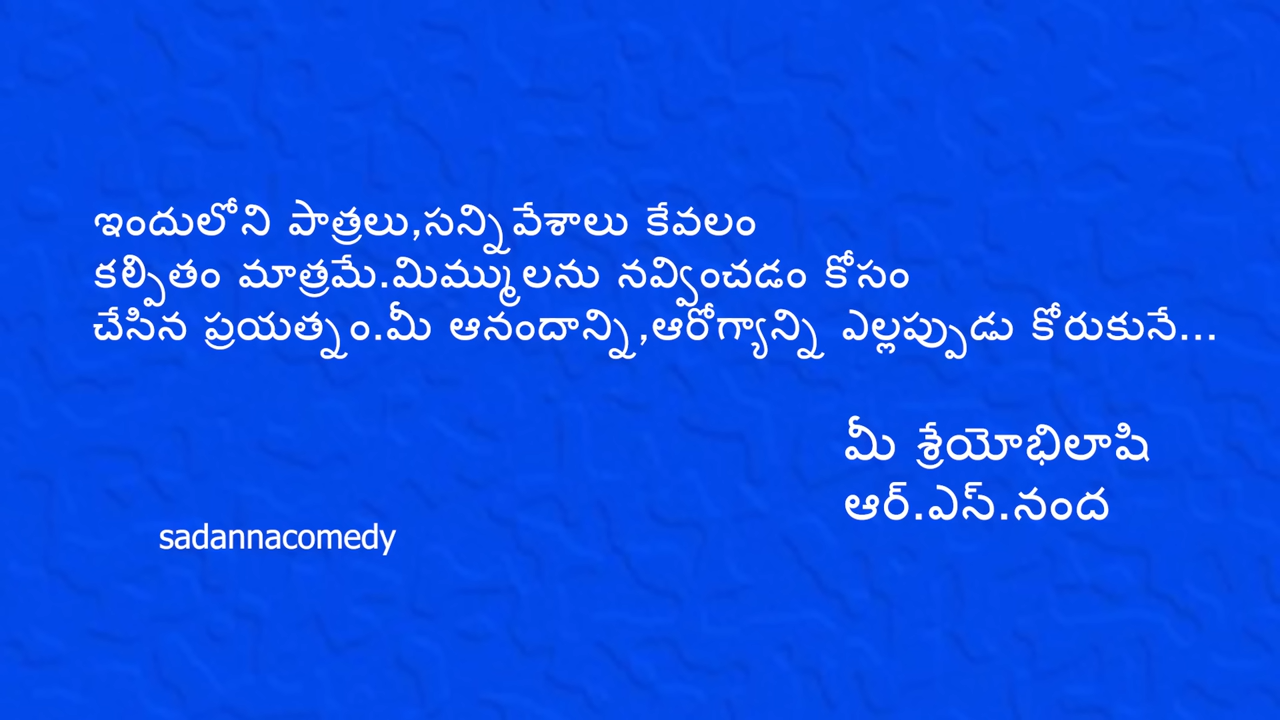 ఇందులోని పాత్రలు,సన్నివేశాలు కేవలం
కల్పితం మాత్రమే.మిమ్ములను నవ్వించడం కోసం
చేసిన ప్రయత్నం.మీ ఆనందాన్ని,ఆరోగ్యాన్ని ఎల్లప్పుడు కోరుకునే...
మీ శ్రేయోభిలాషి
ఆర్.ఎస్.నంద
sadannacomedy